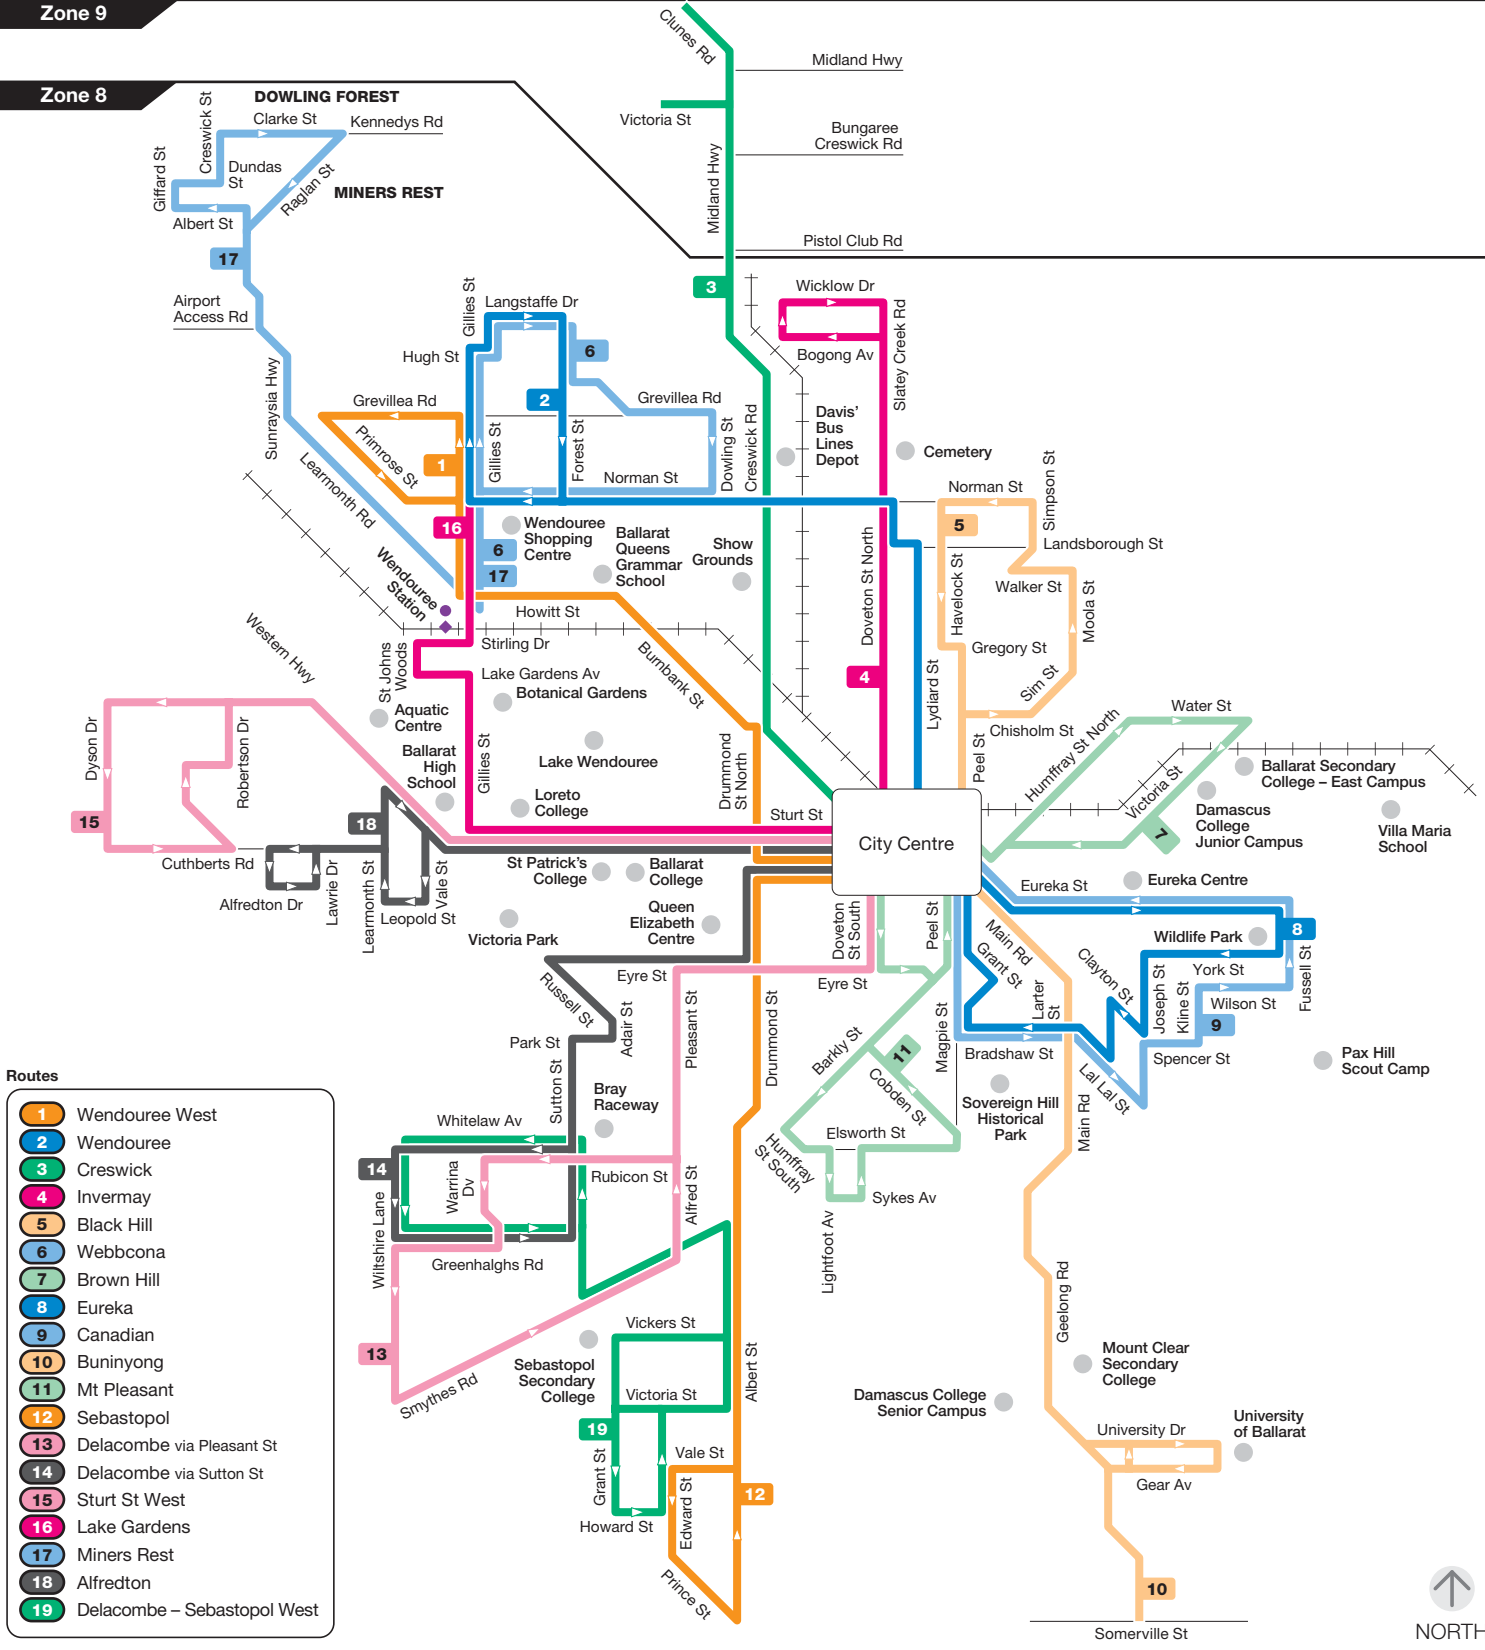 Zone 9
Zone 8
Clunes Rd
Midland Hwy
Victoria St
Bungaree
Creswick Rd
Midland Hwy
Pistol Club Rd
DOWLING FOREST
Creswick St
Clarke St
Kennedys Rd
Giffard St
Dundas
St
Raglan St
MINERS REST
Albert St
17
Airport
Access Rd
Sunraysia Hwy
Learmonth Rd
3
Gillies St
Langstaffe Dr
Hugh St
6
2
Grevillea Rd
Grevillea Rd
Primrose St
1
Gillies St
Forest St
Norman St
Dowling St
Creswick Rd
Wicklow Dr
Bogong Av
Slatey Creek Rd
Davis’
Bus
Lines
Depot
Cemetery
Norman St
Simpson St
5
Landsborough St
Walker St
Havelock St
Moola St
Gregory St
Sim St
Chisholm St
16
6
17
Wendouree
Shopping
Centre
Ballarat
Queens
Grammar
School
Show
Grounds
Wendouree
Station
Howitt St
Doveton St North
4
Lydiard St
Peel St
Western Hwy
St Johns
Woods
Stirling Dr
Lake Gardens Av
Burnbank St
Botanical Gardens
Aquatic
Centre
Ballarat
High
School
Gillies St
Lake Wendouree
Loreto
College
Drummond
St North
Sturt St
City Centre
Humffray St North
Water St
Victoria St
7
Ballarat Secondary
College – East Campus
Damascus
College
Junior Campus
Villa Maria
School
Dyson Dr
Robertson Dr
15
Cuthberts Rd
18
Alfredton Dr
Lawrie Dr
Learmonth St
Vale St
Leopold St
St Patrick’s
College
Ballarat
College
Queen
Elizabeth
Centre
Victoria Park
Eureka St
Eureka Centre
Wildlife Park
8
York St
Wilson St
Fussell St
Clayton St
Joseph St
Kline St
9
Spencer St
Pax Hill
Scout Camp
Doveton
St South
Peel St
Main Rd
Grant St
Larter
St
Bradshaw St
Lal Lal St
Eyre St
Eyre St
Russell St
Adair St
Park St
Sutton St
Pleasant St
Drummond St
Magpie St
Barkly St
11
Cobden St
Sovereign Hill
Historical
Park
Main Rd
Elsworth St
Humffray
St South
Sykes Av
Lightfoot Av
Bray
Raceway
Whitelaw Av
14
Warrina
Dv
Rubicon St
Alfred St
Wiltshire Lane
Greenhalghs Rd
13
Smythes Rd
Sebastopol
Secondary
College
Vickers St
Victoria St
Albert St
19
Grant St
Vale St
Howard St
Edward St
12
Prince St
Geelong Rd
Mount Clear
Secondary
College
Damascus College
Senior Campus
University Dr
University
of Ballarat
Gear Av
10
Somerville St
NORTH
Routes
1 Wendouree West
2 Wendouree
3 Creswick
4 Invermay
5 Black Hill
6 Webbcona
7 Brown Hill
8 Eureka
9 Canadian
10 Buninyong
11 Mt Pleasant
12 Sebastopol
13 Delacombe via Pleasant St
14 Delacombe via Sutton St
15 Sturt St West
16 Lake Gardens
17 Miners Rest
18 Alfredton
19 Delacombe – Sebastopol West